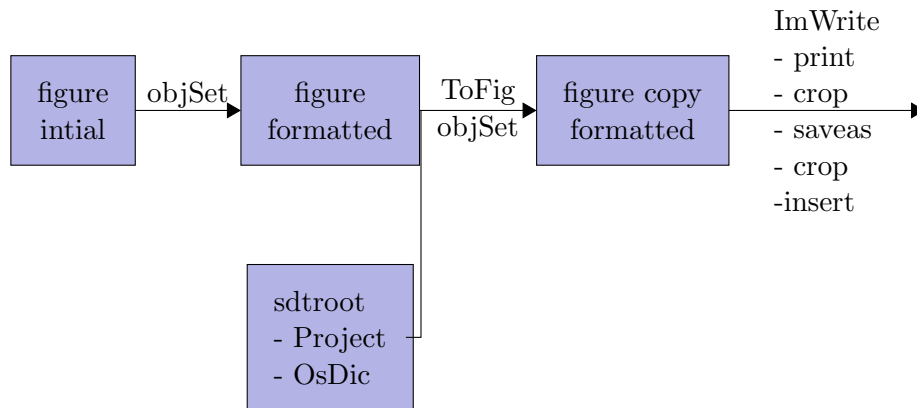 figure
intial
objSet
figure
formatted
ToFig
objSet
figure copy
formatted
ImWrite
- print
- crop
- saveas
- crop
-insert
sdtroot
- Project
- OsDic